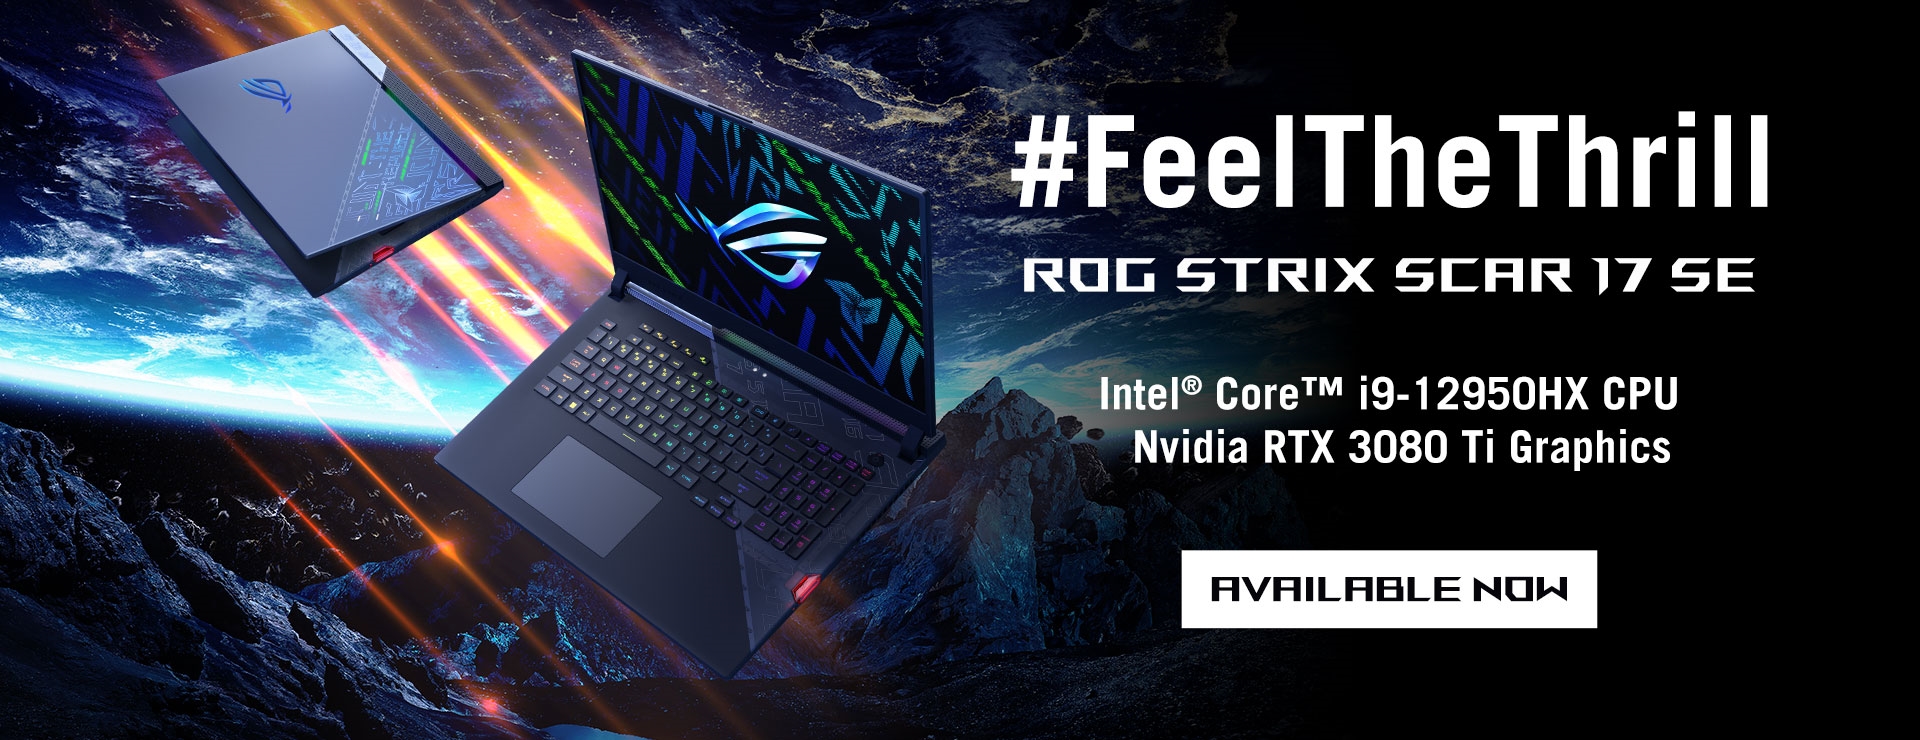 #FeelTheThrill
ROG STRIX SCAR 17 SE
Intel® Core™ i9-12950HX CPU
Nvidia RTX 3080 Ti Graphics
AVAILABLE NOW